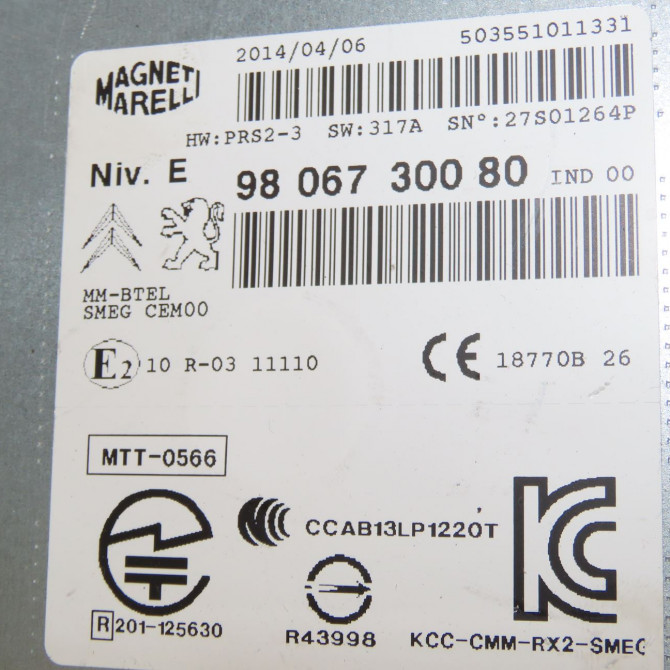 MAGNETI
MARELLI
2014/04/06 503551011331
HW:PRS2-3 SW:317A SN°:27S01264P
Niv. E 98 067 300 80 IND 00
MM-BTEL
SMEG CEM00
E2 10 R-03 11110 CE 18770B 26
MTT-0566
CCAB13LP1220T
R 201-125630
R43998
KC
KCC-CMM-RX2-SMEG